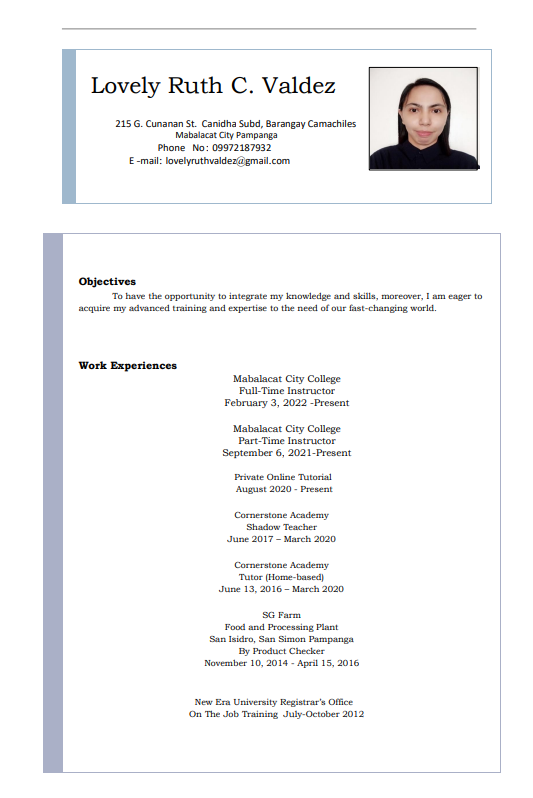 Lovely Ruth C. Valdez
215 G. Cunanan St. Canidha Subd, Barangay Camachiles
Mabalacat City Pampanga
Phone No: 09972187932
E -mail: lovelyruthvaldez@gmail.com
Objectives
To have the opportunity to integrate my knowledge and skills, moreover, I am eager to
acquire my advanced training and expertise to the need of our fast-changing world.
Work Experiences
Mabalacat City College
Full-Time Instructor
February 3, 2022 -Present
Mabalacat City College
Part-Time Instructor
September 6, 2021-Present
Private Online Tutorial
August 2020 - Present
Cornerstone Academy
Shadow Teacher
June 2017 – March 2020
Cornerstone Academy
Tutor (Home-based)
June 13, 2016 – March 2020
SG Farm
Food and Processing Plant
San Isidro, San Simon Pampanga
By Product Checker
November 10, 2014 - April 15, 2016
New Era University Registrar’s Office
On The Job Training July-October 2012